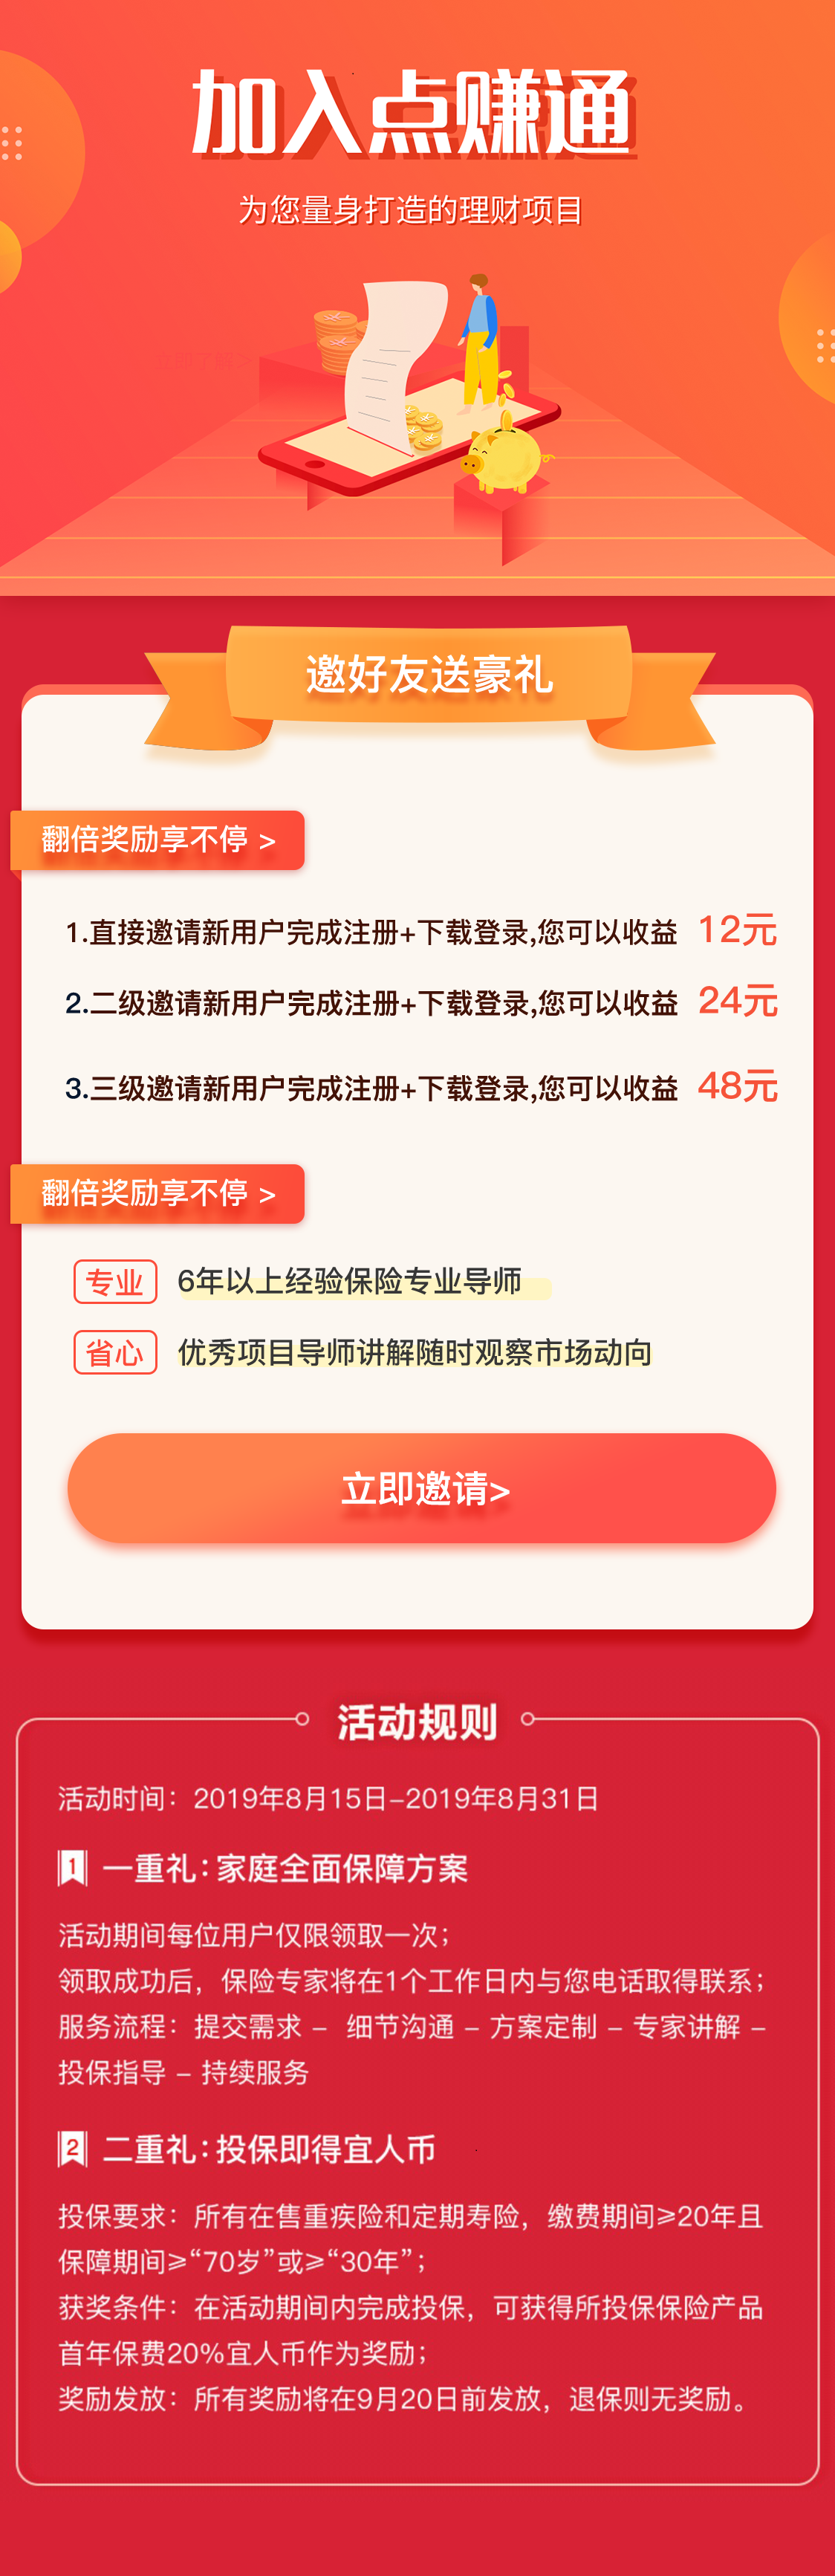 加入点赚通
为您量身打造的理财项目
立即了解>
邀好友送豪礼
翻倍奖励享不停 >
1.直接邀请新用户完成注册+下载登录,您可以收益 12元
2.二级邀请新用户完成注册+下载登录,您可以收益 24元
3.三级邀请新用户完成注册+下载登录,您可以收益 48元
翻倍奖励享不停 >
专业 6年以上经验保险专业导师
省心 优秀项目导师讲解随时观察市场动向
立即邀请>
活动规则
活动时间：2019年8月15日–2019年8月31日
1 一重礼：家庭全面保障方案
活动期间每位用户仅限领取一次；
领取成功后，保险专家将在1个工作日内与您电话取得联系；
服务流程：提交需求 – 细节沟通 – 方案定制 – 专家讲解 –
投保指导 – 持续服务
2 二重礼：投保即得宜人币
投保要求：所有在售重疾险和定期寿险，缴费期间≥20年且
保障期间≥“70岁”或≥“30年”；
获奖条件：在活动期间内完成投保，可获得所投保保险产品
首年保费20%宜人币作为奖励；
奖励发放：所有奖励将在9月20日前发放，退保则无奖励。